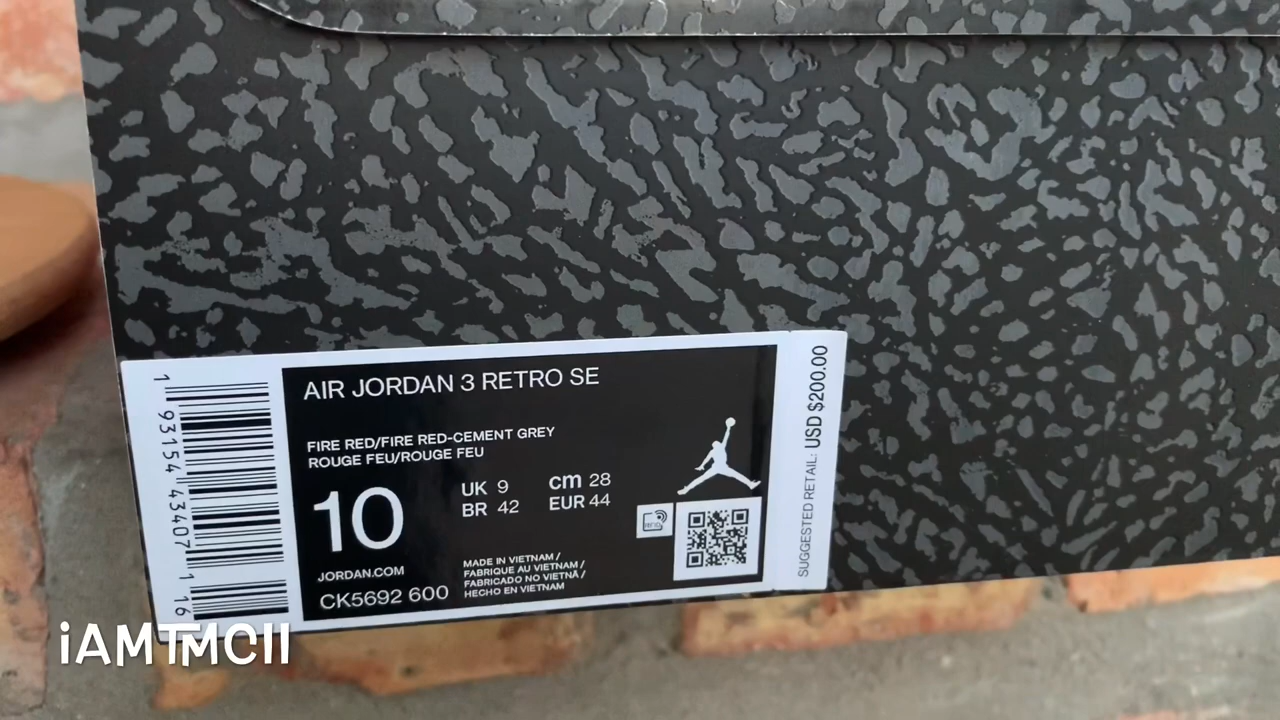 AIR JORDAN 3 RETRO SE
FIRE RED/FIRE RED-CEMENT GREY
ROUGE FEU/ROUGE FEU
10
UK 9 cm 28
BR 42 EUR 44
JORDAN.COM
CK5692 600
MADE IN VIETNAM /
FABRIQUE AU VIETNAM /
FABRICADO NO VIETNÃ /
HECHO EN VIETNAM
1 93154 43407 1 16
SUGGESTED RETAIL: USD $200.00
iAMTMC11